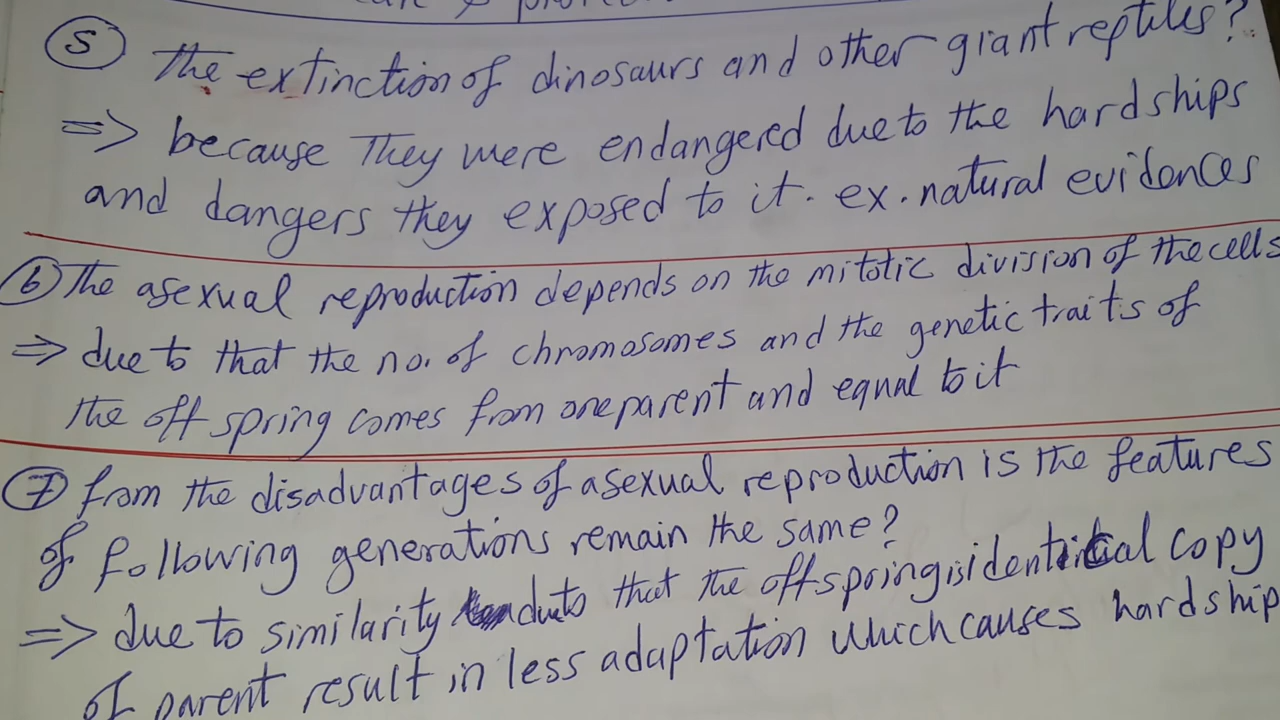 5 The extinction of dinosaurs and other giant reptiles?
=> because They were endangered due to the hardships
and dangers they exposed to it. ex. natural evidences
6 The asexual reproduction depends on the mitotic division of the cells
=> due to that the no. of chromosomes and the genetic traits of
the off spring comes from one parent and equal to it
7 from the disadvantages of asexual reproduction is the features
of following generations remain the same?
=> due to similarity dueto that the offspring is identical copy
of parent result in less adaptation which causes hardship